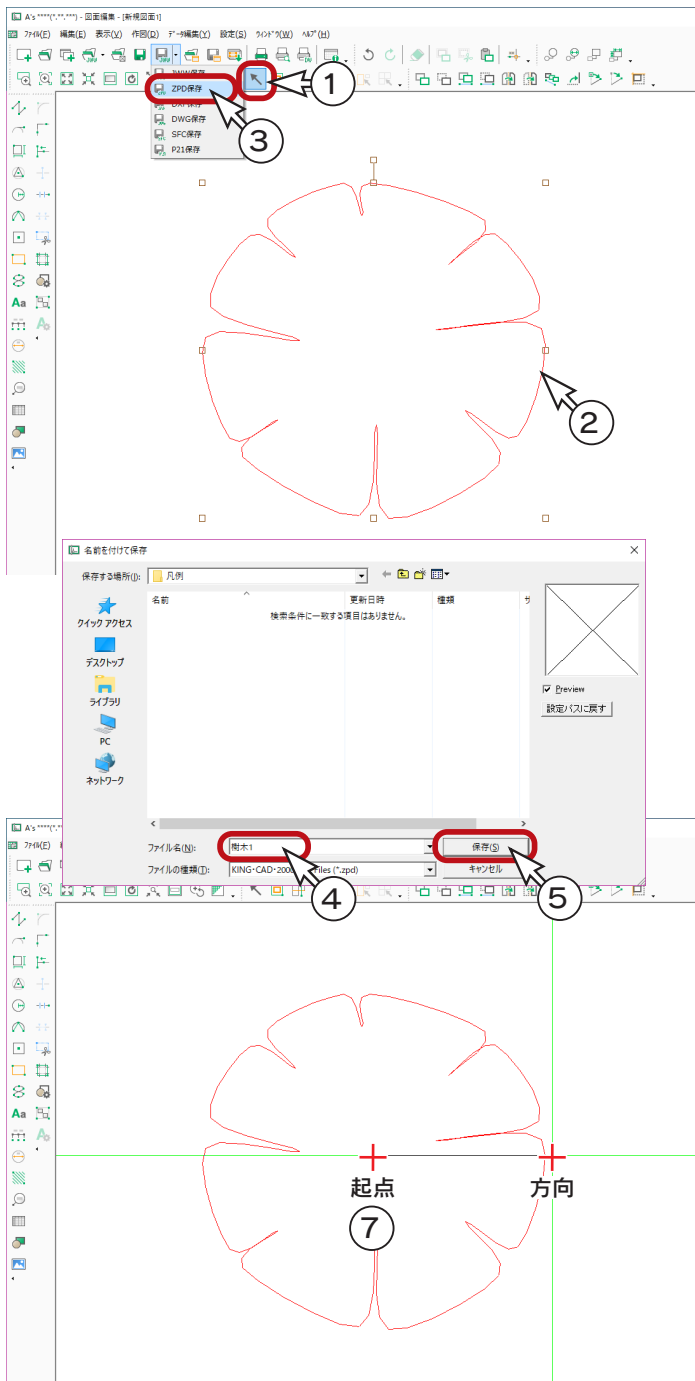 A's ****(*.**.***) - 図面編集 - [新規図面1]
ファイル(F) 編集(E) 表示(V) 作図(D) データ編集(Y) 設定(S) ウィンドウ(W) ヘルプ(H)
JWW保存
ZPD保存
DXF保存
DWG保存
SFC保存
P21保存
1
3
2
Aa
名前を付けて保存
保存する場所(I):
凡例
名前
更新日時
種類
サ
検索条件に一致する項目はありません。
クイック アクセス
デスクトップ
ライブラリ
PC
ネットワーク
Preview
設定パスに戻す
ファイル名(N):
樹木1
保存(S)
ファイルの種類(T):
Files (*.zpd)
キャンセル
4
5
A's ****(*.*
ファイル(F)
Aa
起点
方向
7